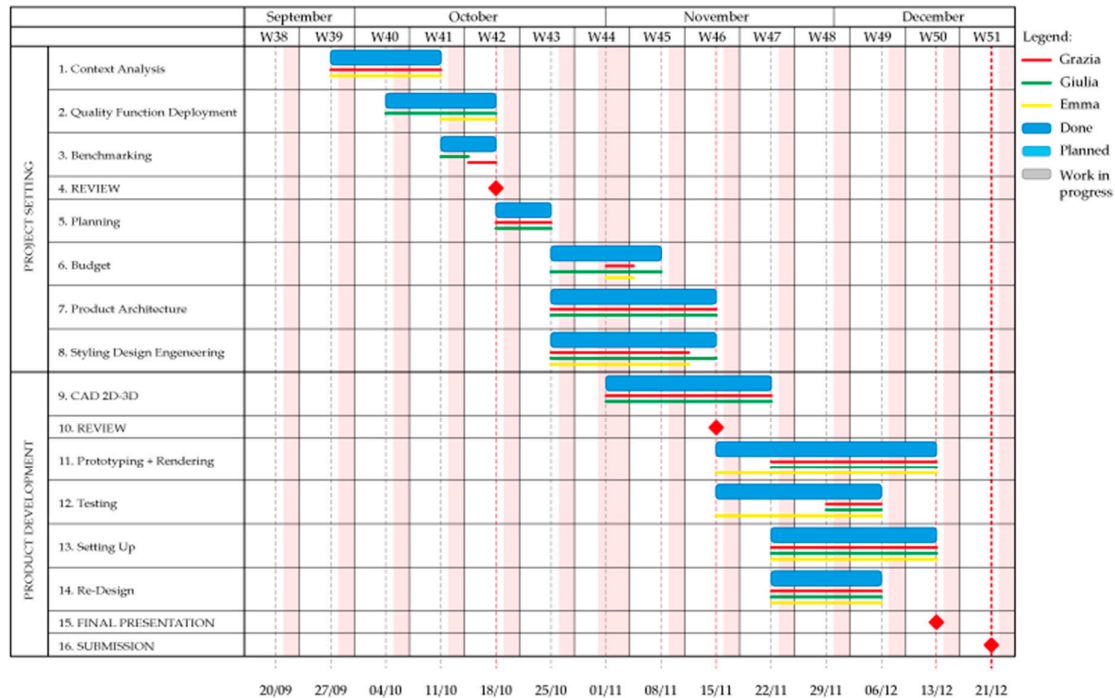 September October November December
W38 W39 W40 W41 W42 W43 W44 W45 W46 W47 W48 W49 W50 W51
PROJECT SETTING
1. Context Analysis
2. Quality Function Deployment
3. Benchmarking
4. REVIEW
5. Planning
6. Budget
7. Product Architecture
8. Styling Design Engeneering
PRODUCT DEVELOPMENT
9. CAD 2D-3D
10. REVIEW
11. Prototyping + Rendering
12. Testing
13. Setting Up
14. Re-Design
15. FINAL PRESENTATION
16. SUBMISSION
20/09 27/09 04/10 11/10 18/10 25/10 01/11 08/11 15/11 22/11 29/11 06/12 13/12 21/12
Legend:
Grazia
Giulia
Emma
Done
Planned
Work in
progress